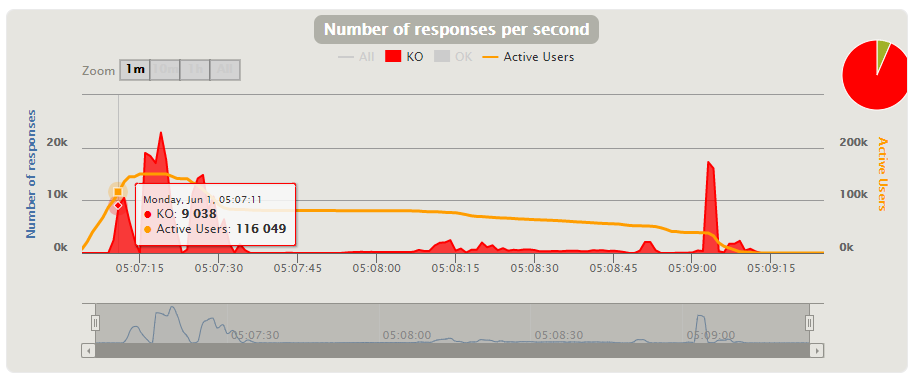 Number of responses per second
All KO OK Active Users
Zoom 1m 10m 1h All
Number of responses
20k
10k
0k
200k
100k
0k
Active Users
Monday, Jun 1, 05:07:11
KO: 9 038
Active Users: 116 049
05:07:15 05:07:30 05:07:45 05:08:00 05:08:15 05:08:30 05:08:45 05:09:00 05:09:15
05:07:30 05:08:00 05:08:30 05:09:00